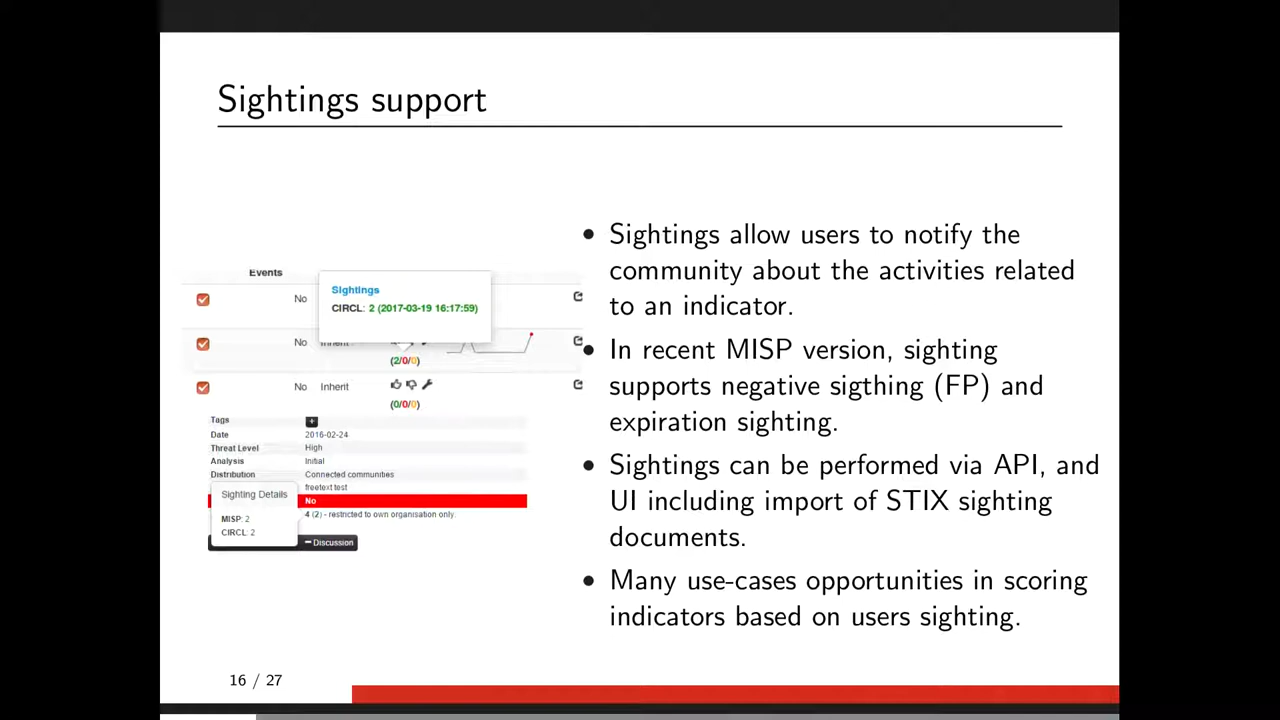 Sightings support
Events
Sightings
CIRCL: 2 (2017-03-19 16:17:59)
No
No
Inherit
(2/0/0)
No Inherit
(0/0/0)
Tags +
Date 2016-02-24
Threat Level High
Analysis Initial
Distribution Connected communities
freetext test
Sighting Details
No
MISP: 2
4 (2) - restricted to own organisation only.
CIRCL: 2
Discussion
• Sightings allow users to notify the
community about the activities related
to an indicator.
• In recent MISP version, sighting
supports negative sigthing (FP) and
expiration sighting.
• Sightings can be performed via API, and
UI including import of STIX sighting
documents.
• Many use-cases opportunities in scoring
indicators based on users sighting.
16 / 27